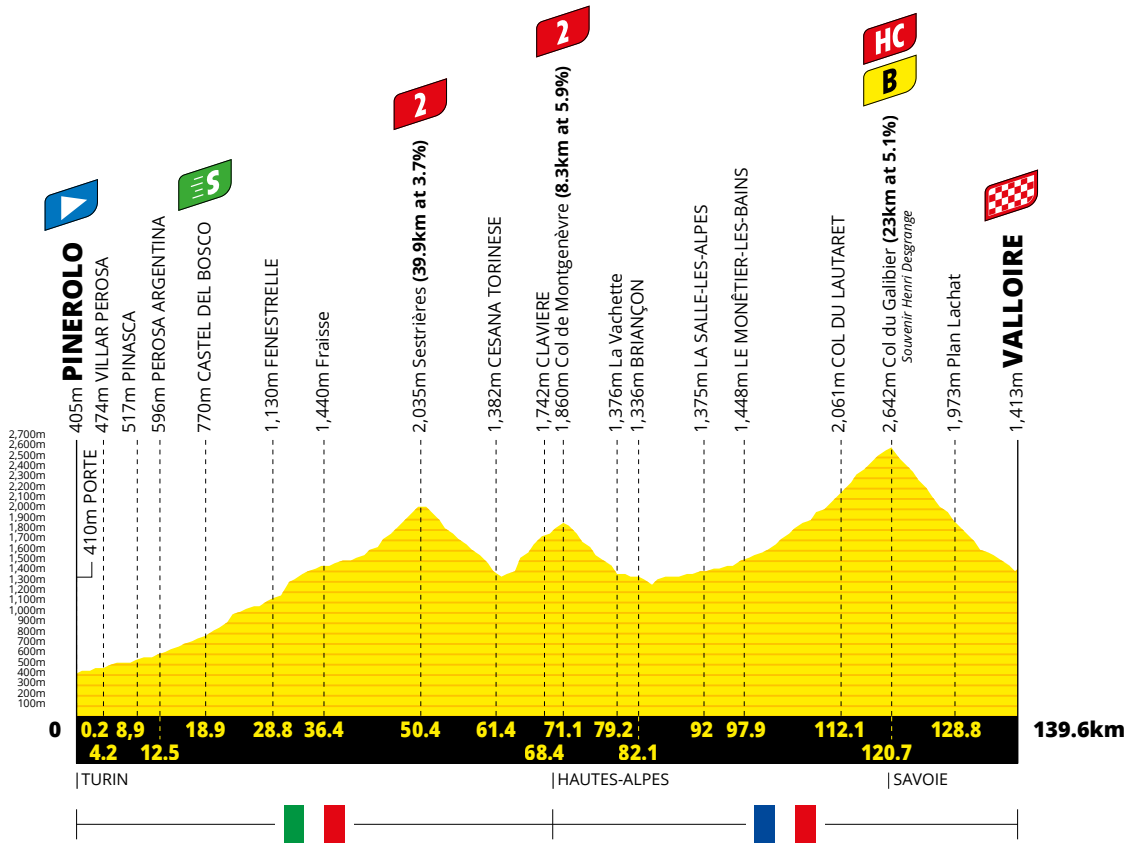 2
2
HC
B
S
405m PINEROLO
474m VILLAR PEROSA
517m PINASCA
596m PEROSA ARGENTINA
770m CASTEL DEL BOSCO
1,130m FENESTRELLE
1,440m Fraisse
2,035m Sestrières (39.9km at 3.7%)
1,382m CESANA TORINESE
1,742m CLAVIERE
1,860m Col de Montgenèvre (8.3km at 5.9%)
1,376m La Vachette
1,336m BRIANÇON
1,375m LA SALLE-LES-ALPES
1,448m LE MONÊTIER-LES-BAINS
2,061m COL DU LAUTARET
2,642m Col du Galibier (23km at 5.1%)
Souvenir Henri Desgrange
1,973m Plan Lachat
1,413m VALLOIRE
410m PORTE
2,700m
2,600m
2,500m
2,400m
2,300m
2,200m
2,100m
2,000m
1,900m
1,800m
1,700m
1,600m
1,500m
1,400m
1,300m
1,200m
1,100m
1,000m
900m
800m
700m
600m
500m
400m
300m
200m
100m
0 0.2 8,9 18.9 28.8 36.4 50.4 61.4 71.1 79.2 92 97.9 112.1 128.8 139.6km
4.2 12.5 68.4 82.1 120.7
TURIN HAUTES-ALPES SAVOIE